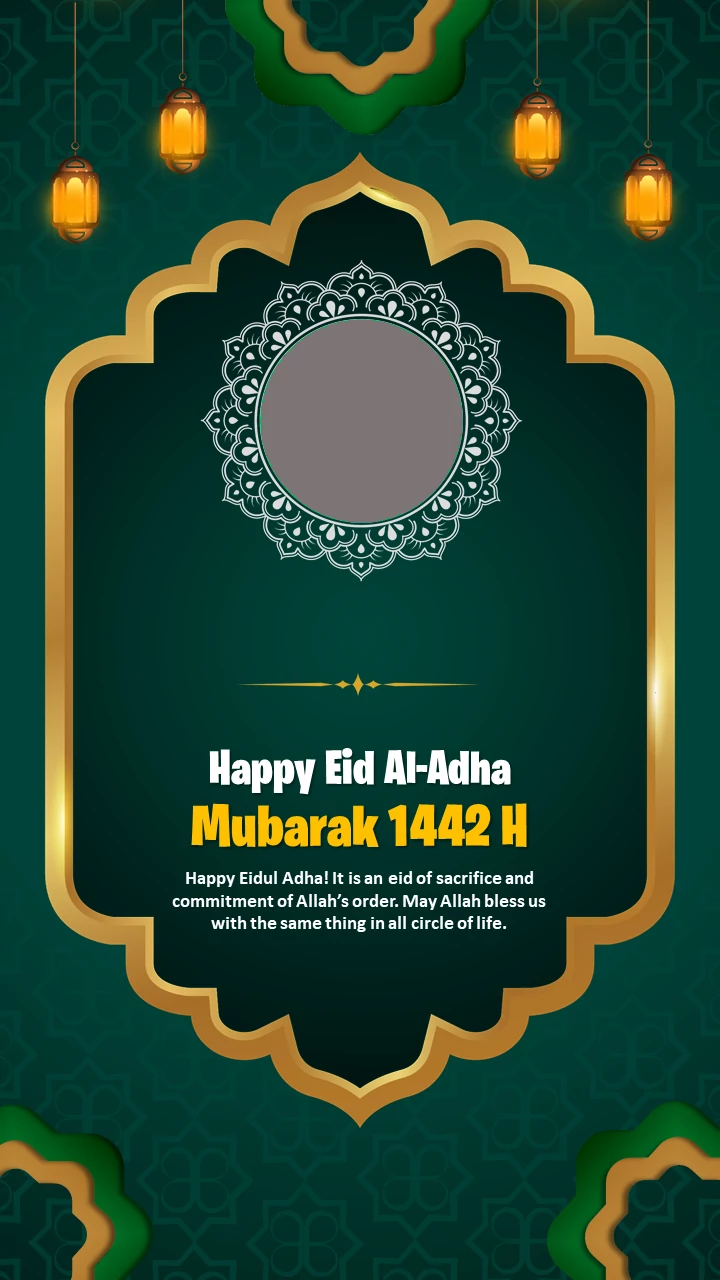 Happy Eid Al-Adha
Mubarak 1442 H
Happy Eidul Adha! It is an eid of sacrifice and
commitment of Allah's order. May Allah bless us
with the same thing in all circle of life.